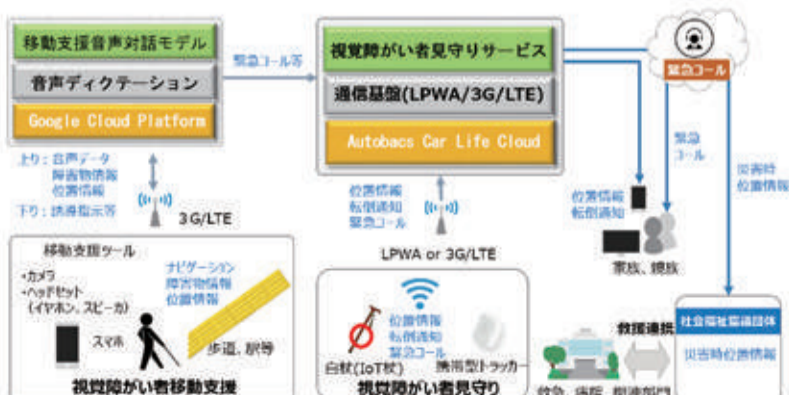 移動支援音声対話モデル
音声ディクテーション
Google Cloud Platform
緊急コール等
視覚障がい者見守りサービス
通信基盤(LPWA/3G/LTE)
Autobacs Car Life Cloud
緊急コール
緊急
コール
災害時
位置情報
上り：音声データ
障害物情報
位置情報
下り：誘導指示等
3G/LTE
位置情報
転倒通知
緊急コール
LPWA or 3G/LTE
位置情報
転倒通知
家族、親族
移動支援ツール
・カメラ
・ヘッドセット
（イヤホン、スピーカ）
スマホ
ナビゲーション
障害物情報
位置情報
歩道、駅等
視覚障がい者移動支援
位置情報
転倒通知
緊急コール
白杖(IoT杖)
携帯型トラッカー
視覚障がい者見守り
救援連携
社会福祉協議団体
災害時位置情報
救急、病院、関連部門